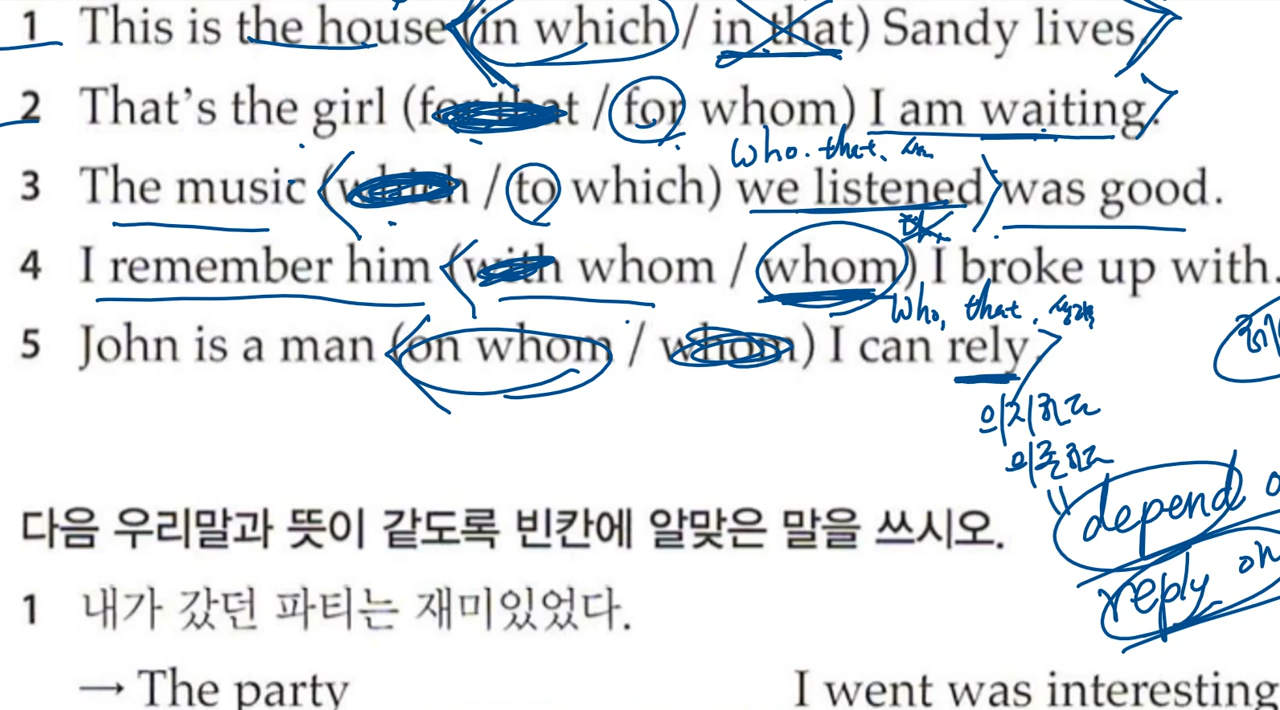 1 This is the house (in which / in that) Sandy lives.
2 That's the girl (for that / for whom) I am waiting.
who. that.
3 The music (which / to which) we listened was good.
4 I remember him (with whom / whom) I broke up with.
who, that, 생략
5 John is a man (on whom / whom) I can rely.
의지하다
의존하다
depend o
reply on
다음 우리말과 뜻이 같도록 빈칸에 알맞은 말을 쓰시오.
1 내가 갔던 파티는 재미있었다.
→ The party I went was interesting